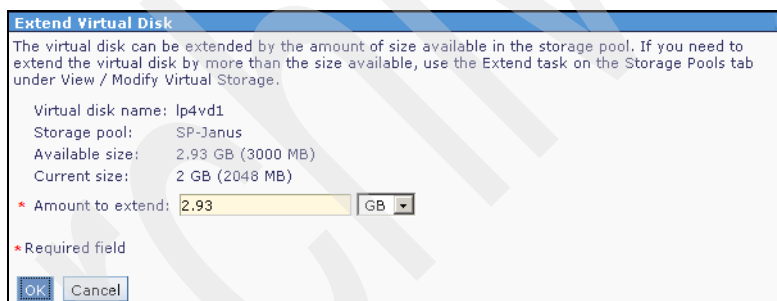 Extend Virtual Disk
The virtual disk can be extended by the amount of size available in the storage pool. If you need to
extend the virtual disk by more than the size available, use the Extend task on the Storage Pools tab
under View / Modify Virtual Storage.
Virtual disk name: lp4vd1
Storage pool: SP-Janus
Available size: 2.93 GB (3000 MB)
Current size: 2 GB (2048 MB)
* Amount to extend: 2.93 GB
* Required field
OK Cancel